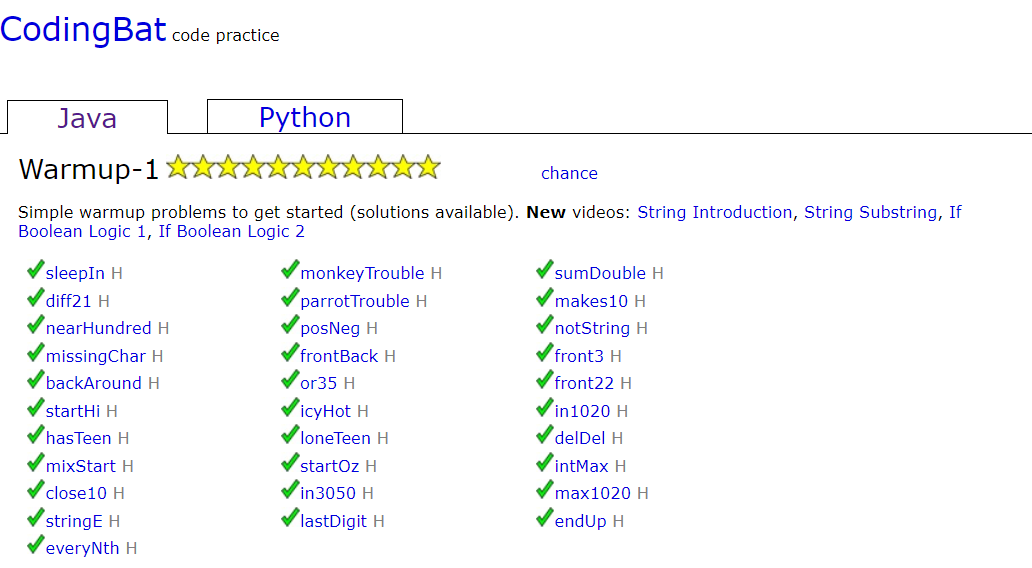 CodingBat code practice
Java Python
Warmup-1 chance
Simple warmup problems to get started (solutions available). New videos: String Introduction, String Substring, If
Boolean Logic 1, If Boolean Logic 2
sleepIn H monkeyTrouble H sumDouble H
diff21 H parrotTrouble H makes10 H
nearHundred H posNeg H notString H
missingChar H frontBack H front3 H
backAround H or35 H front22 H
startHi H icyHot H in1020 H
hasTeen H loneTeen H delDel H
mixStart H startOz H intMax H
close10 H in3050 H max1020 H
stringE H lastDigit H endUp H
everyNth H